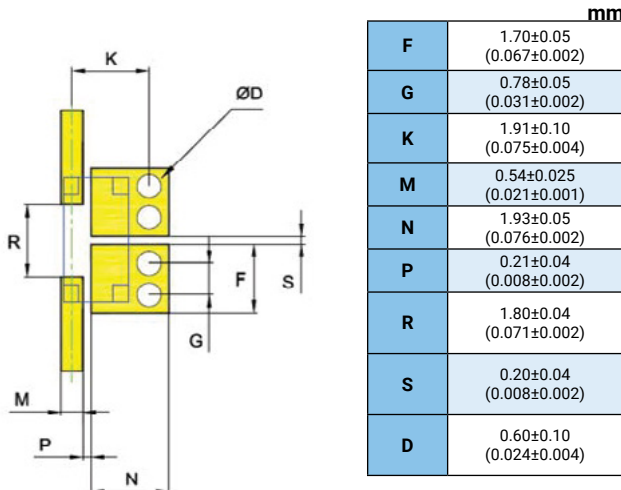 mm
K
ØD
R
F
S
G
M
P
N
F 1.70±0.05
(0.067±0.002)
G 0.78±0.05
(0.031±0.002)
K 1.91±0.10
(0.075±0.004)
M 0.54±0.025
(0.021±0.001)
N 1.93±0.05
(0.076±0.002)
P 0.21±0.04
(0.008±0.002)
R 1.80±0.04
(0.071±0.002)
S 0.20±0.04
(0.008±0.002)
D 0.60±0.10
(0.024±0.004)